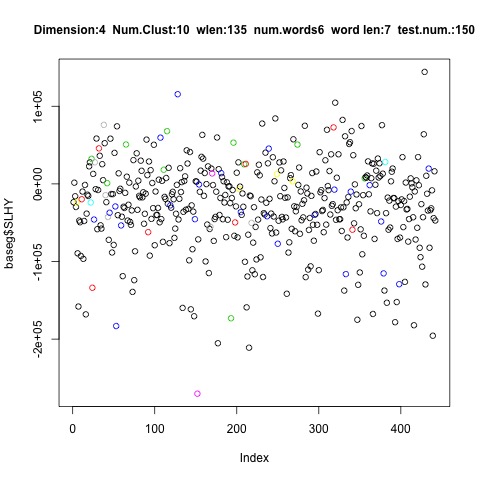 Dimension:4 Num.Clust:10 wlen:135 num.words6 word len:7 test.num.:150
1e+05
0e+00
-1e+05
-2e+05
baseg$SLHY
0 100 200 300 400
Index